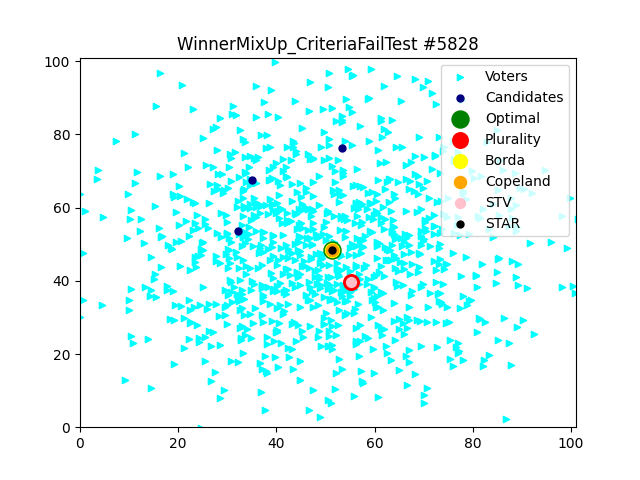 WinnerMixUp_CriteriaFailTest #5828
Voters
Candidates
Optimal
Plurality
Borda
Copeland
STV
STAR
100
80
60
40
20
0
0 20 40 60 80 100